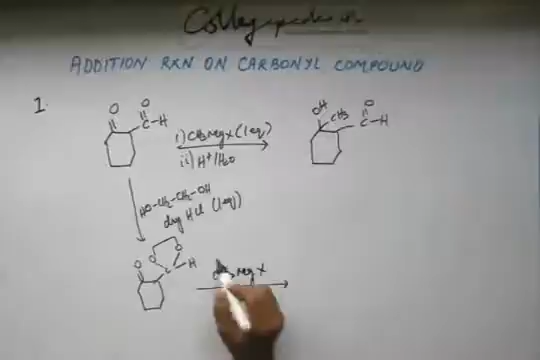 ADDITION RXN ON CARBONYL COMPOUND
1.
O
O
C-H
i) CH3MgX (1eq)
ii) H+/H2O
OH
CH3
O
C-H
HO-CH2-CH2-OH
dry HCl (1eq)
O
O
O
C
H
MgX